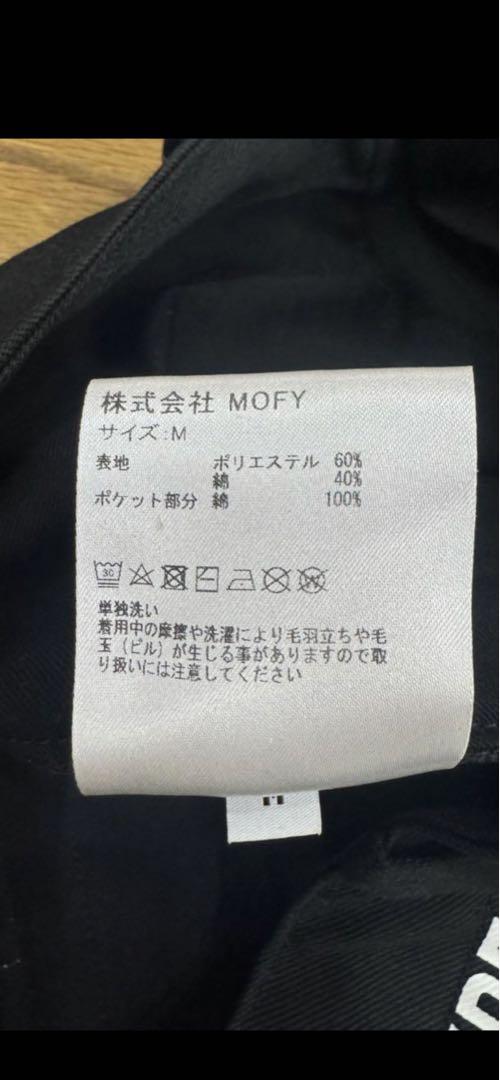 株式会社 MOFY
サイズ:M
表地 ポリエステル 60%
綿 40%
ポケット部分 綿 100%
30
W
単独洗い
着用中の摩擦や洗濯により毛羽立ちや毛
玉(ピル)が生じる事がありますので取
り扱いには注意してください